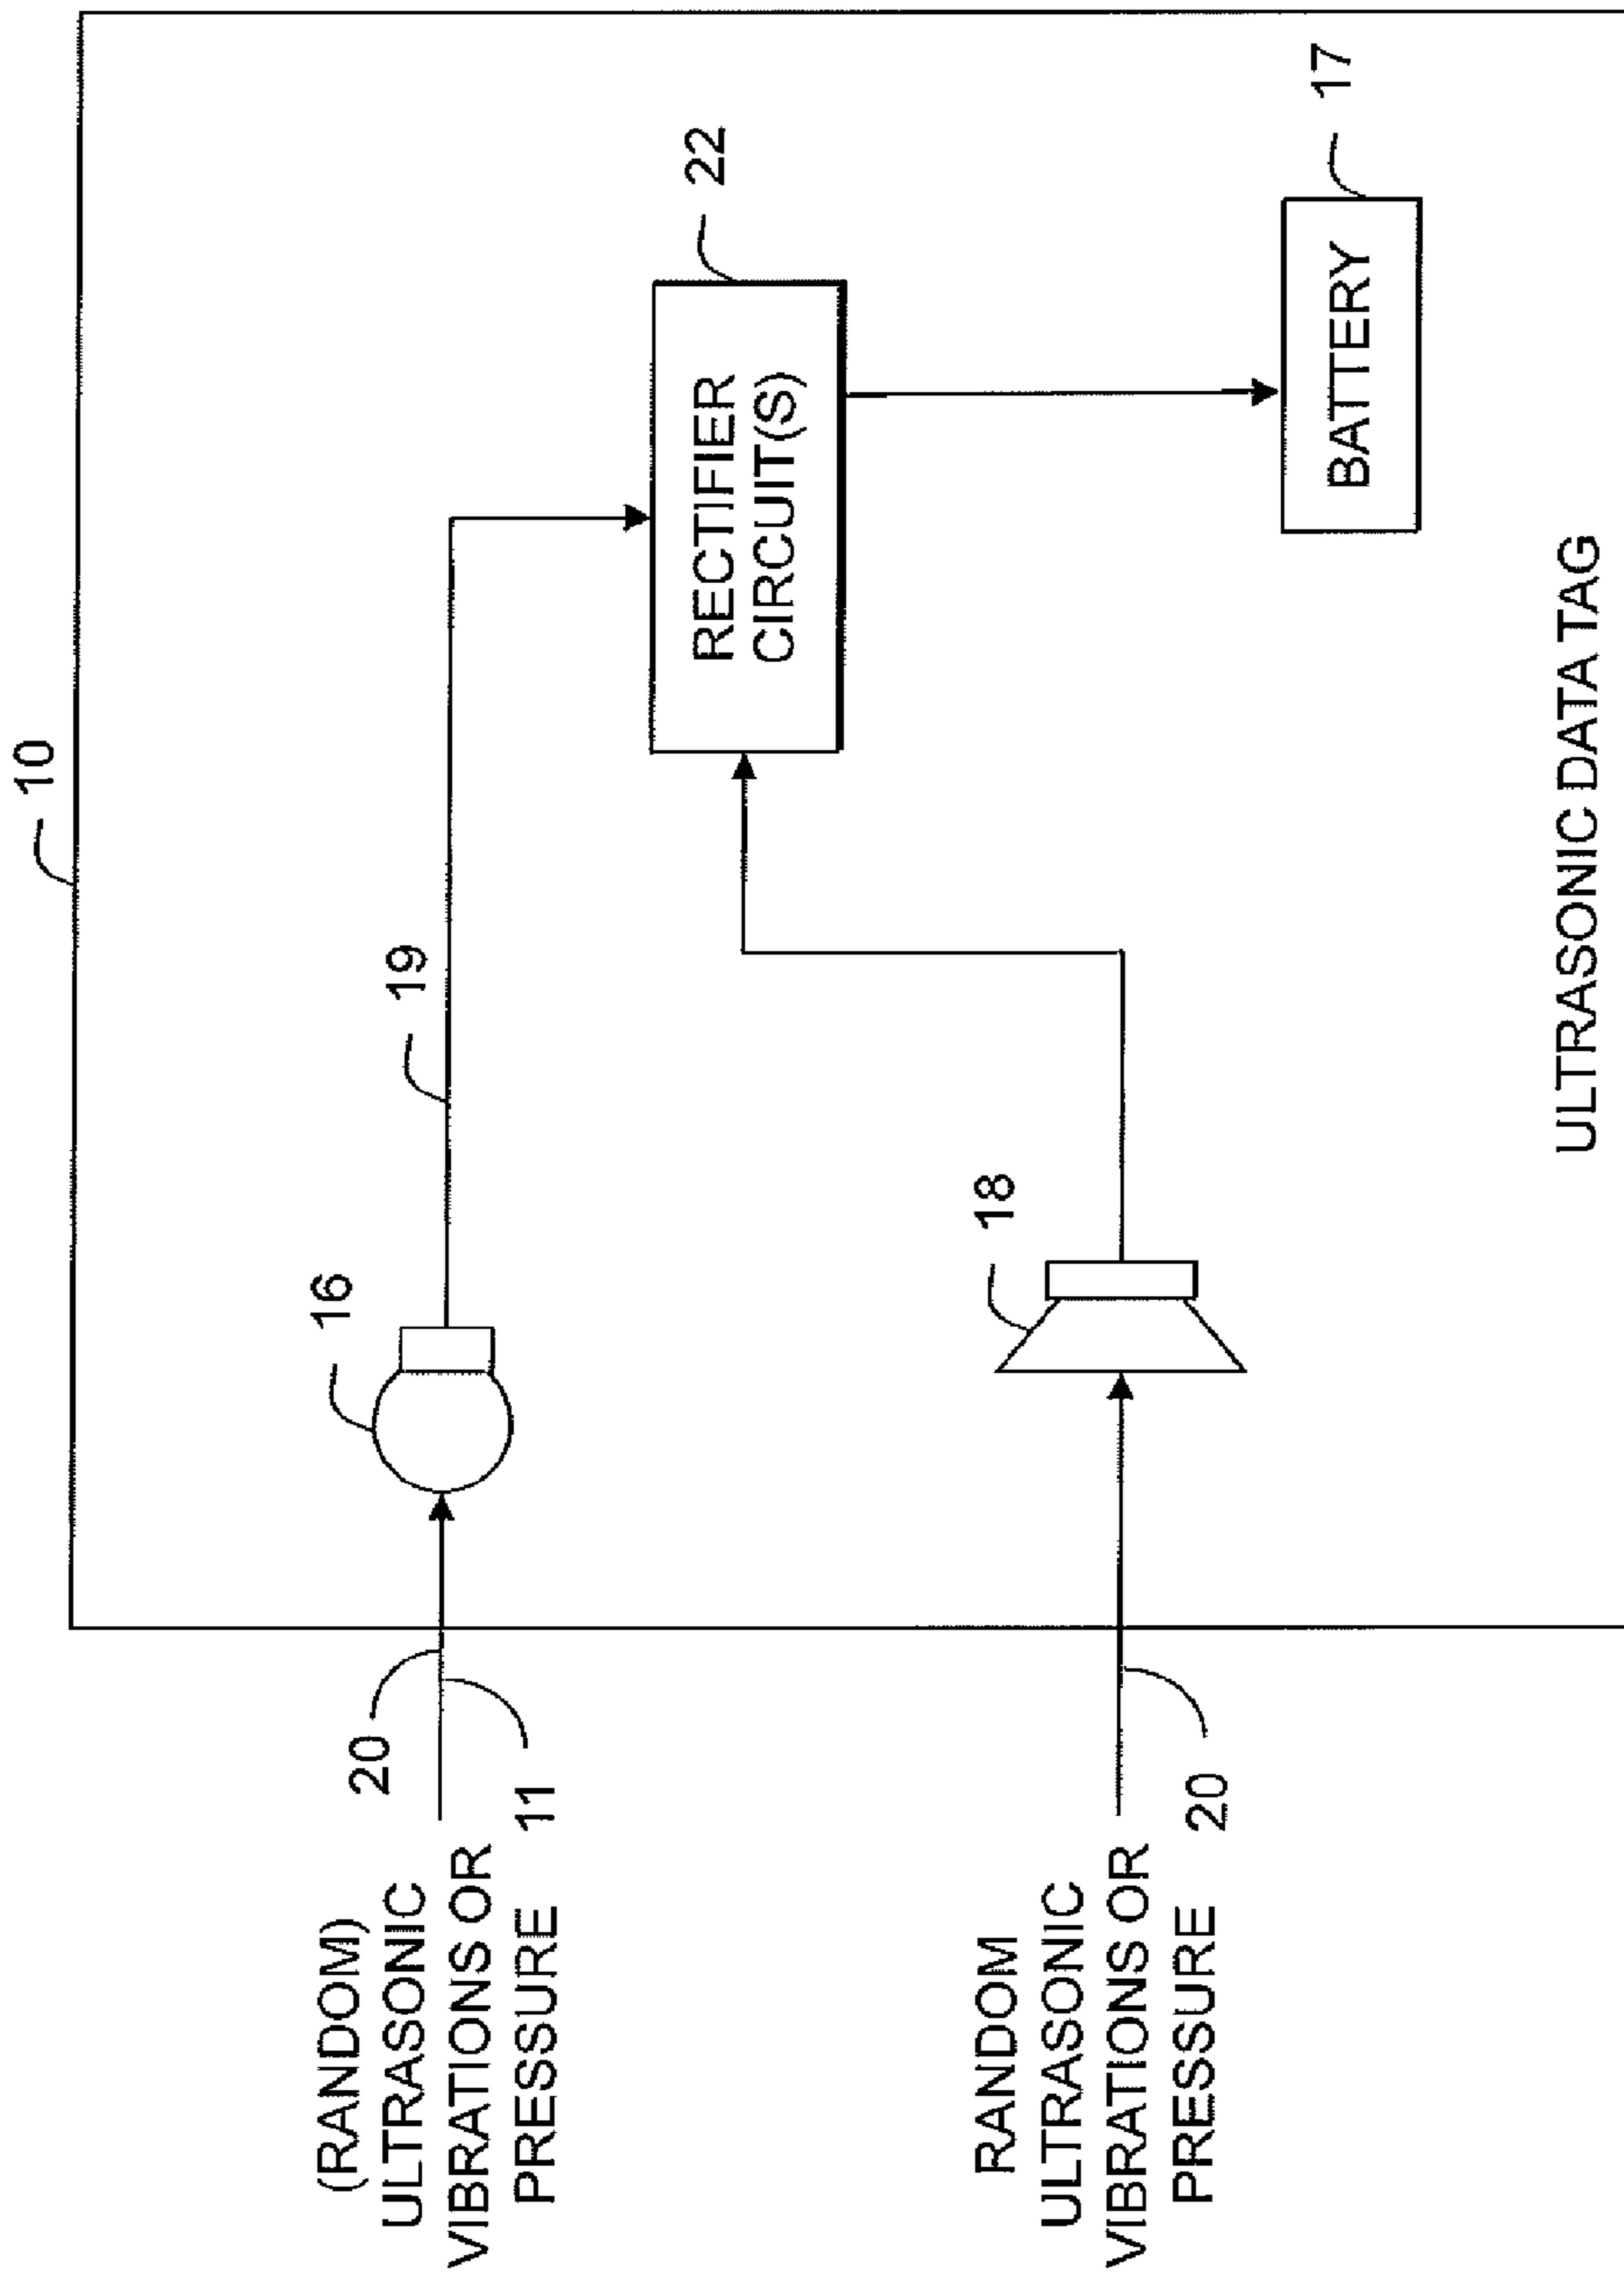 10
(RANDOM)
ULTRASONIC
VIBRATIONS OR
PRESSURE
20
11
16
19
22
RECTIFIER
CIRCUIT(S)
RANDOM
ULTRASONIC
VIBRATIONS OR
PRESSURE
20
18
17
BATTERY
ULTRASONIC DATA TAG